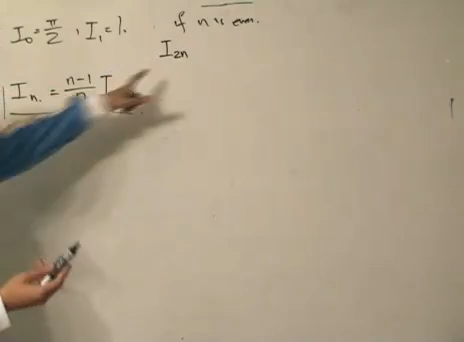 I₀ = π/2 , I₁ = 1. if n is even.
I₂ₙ
Iₙ. = n-1/n I